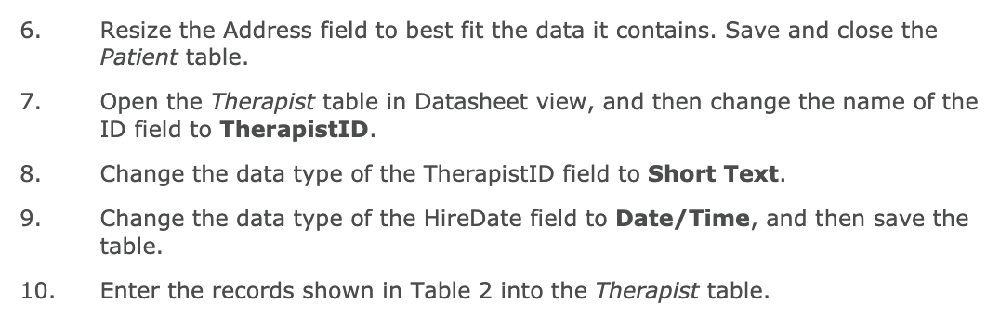 6. Resize the Address field to best fit the data it contains. Save and close the
Patient table.
7. Open the Therapist table in Datasheet view, and then change the name of the
ID field to TherapistID.
8. Change the data type of the TherapistID field to Short Text.
9. Change the data type of the HireDate field to Date/Time, and then save the
table.
10. Enter the records shown in Table 2 into the Therapist table.